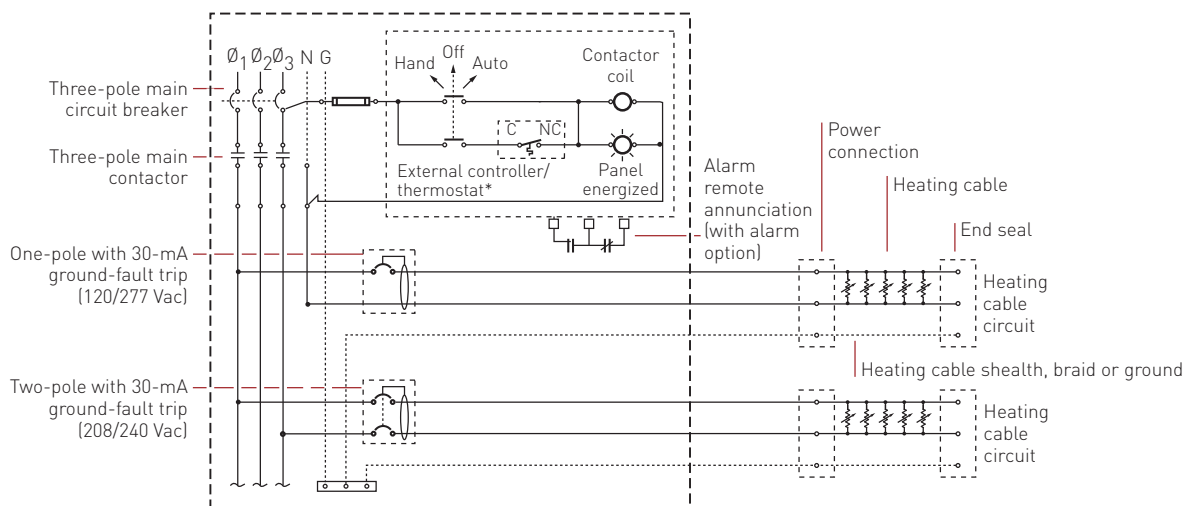 Ø1 Ø2 Ø3 N G
Three-pole main
circuit breaker
Three-pole main
contactor
Hand
Off
Auto
Contactor
coil
C NC
External controller/
thermostat*
Panel
energized
Alarm
remote
annunciation
(with alarm
option)
Power
connection
Heating cable
End seal
One-pole with 30-mA
ground-fault trip
(120/277 Vac)
Heating
cable
circuit
Heating cable shealth, braid or ground
Two-pole with 30-mA
ground-fault trip
(208/240 Vac)
Heating
cable
circuit